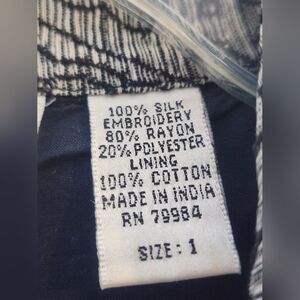 100% SILK
EMBROIDERY
80% RAYON
20% POLYESTER
LINING
100% COTTON
MADE IN INDIA
RN 79984
SIZE: 1